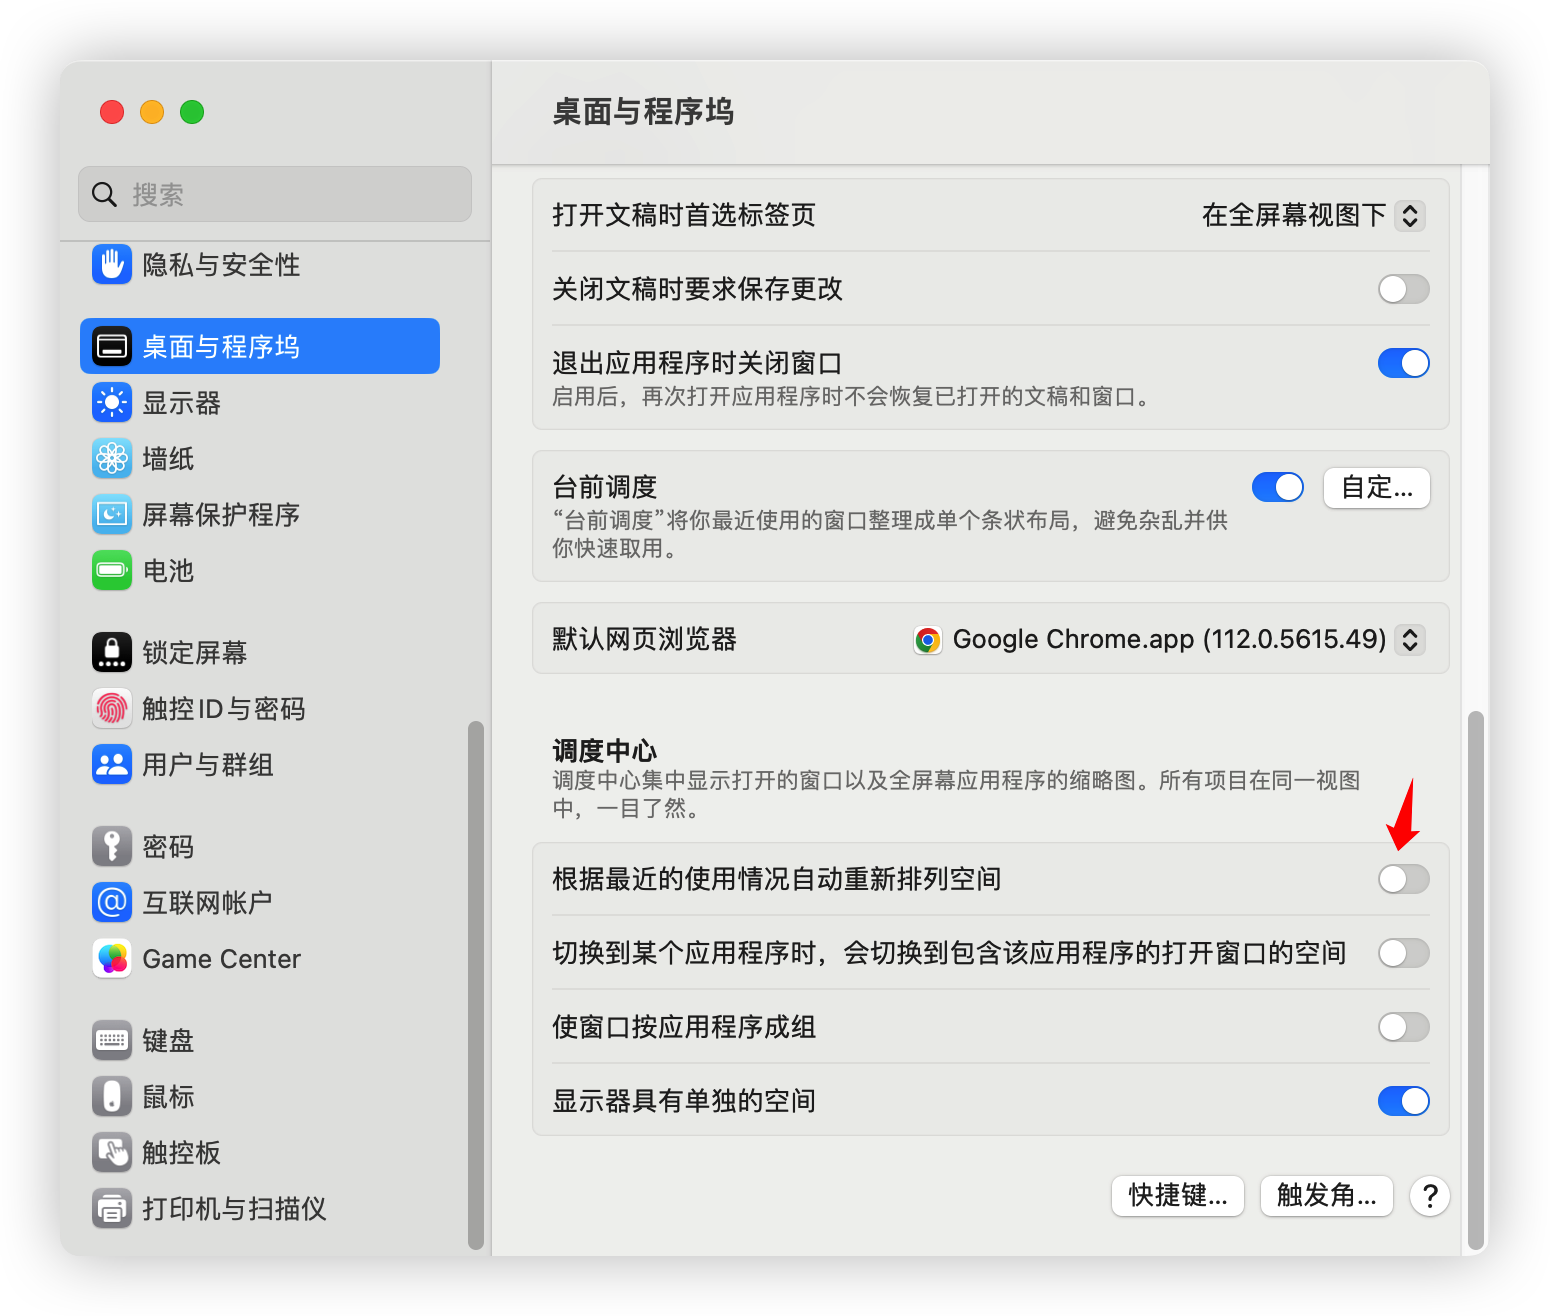 桌面与程序坞
搜索
隐私与安全性
桌面与程序坞
显示器
墙纸
屏幕保护程序
电池
锁定屏幕
触控ID与密码
用户与群组
密码
互联网帐户
Game Center
键盘
鼠标
触控板
打印机与扫描仪
打开文稿时首选标签页 在全屏幕视图下
关闭文稿时要求保存更改
退出应用程序时关闭窗口
启用后，再次打开应用程序时不会恢复已打开的文稿和窗口。
台前调度 自定...
“台前调度”将你最近使用的窗口整理成单个条状布局，避免杂乱并供
你快速取用。
默认网页浏览器 Google Chrome.app (112.0.5615.49)
调度中心
调度中心集中显示打开的窗口以及全屏幕应用程序的缩略图。所有项目在同一视图
中，一目了然。
根据最近的使用情况自动重新排列空间
切换到某个应用程序时，会切换到包含该应用程序的打开窗口的空间
使窗口按应用程序成组
显示器具有单独的空间
快捷键... 触发角... ?